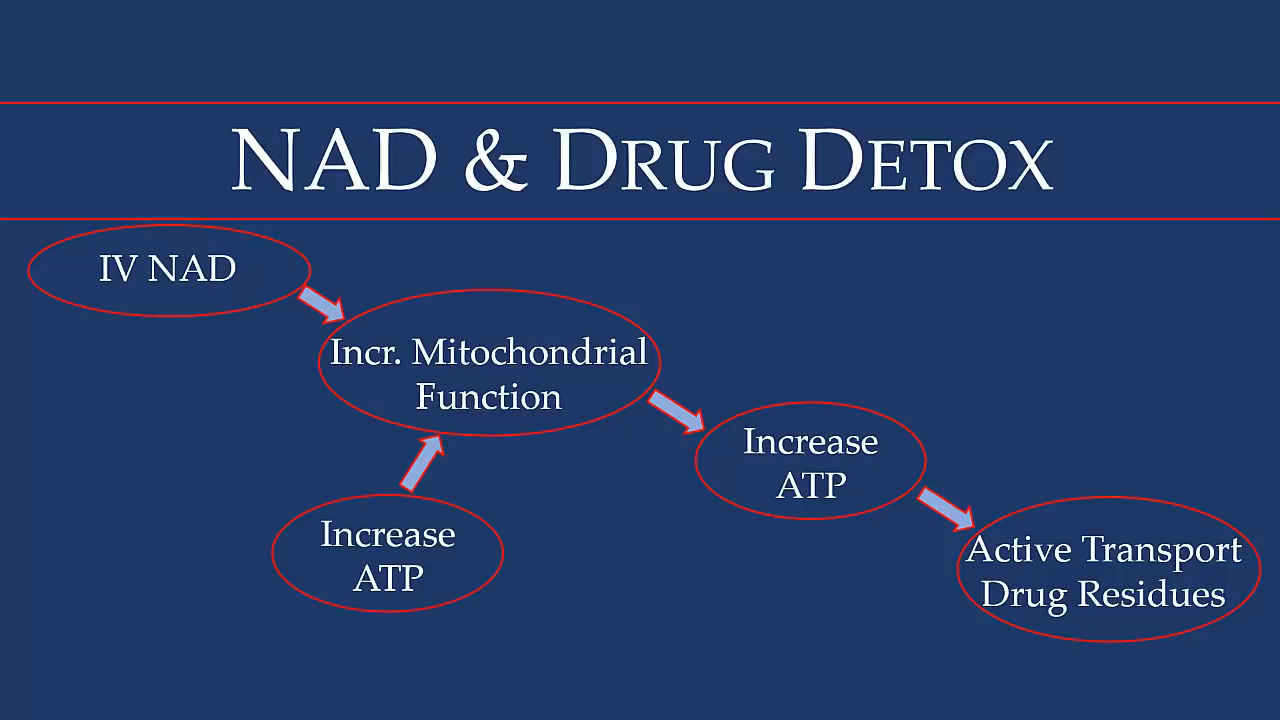 NAD & DRUG DETOX
IV NAD
Incr. Mitochondrial
Function
Increase
ATP
Increase
ATP
Active Transport
Drug Residues